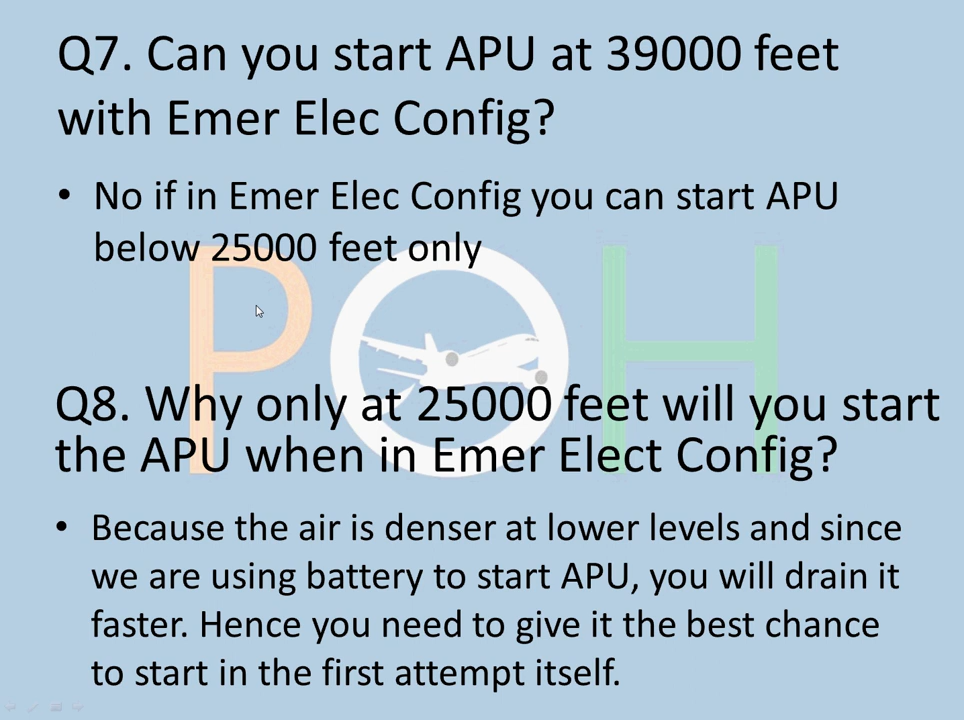 Q7. Can you start APU at 39000 feet
with Emer Elec Config?
• No if in Emer Elec Config you can start APU
below 25000 feet only
POH
Q8. Why only at 25000 feet will you start
the APU when in Emer Elect Config?
• Because the air is denser at lower levels and since
we are using battery to start APU, you will drain it
faster. Hence you need to give it the best chance
to start in the first attempt itself.